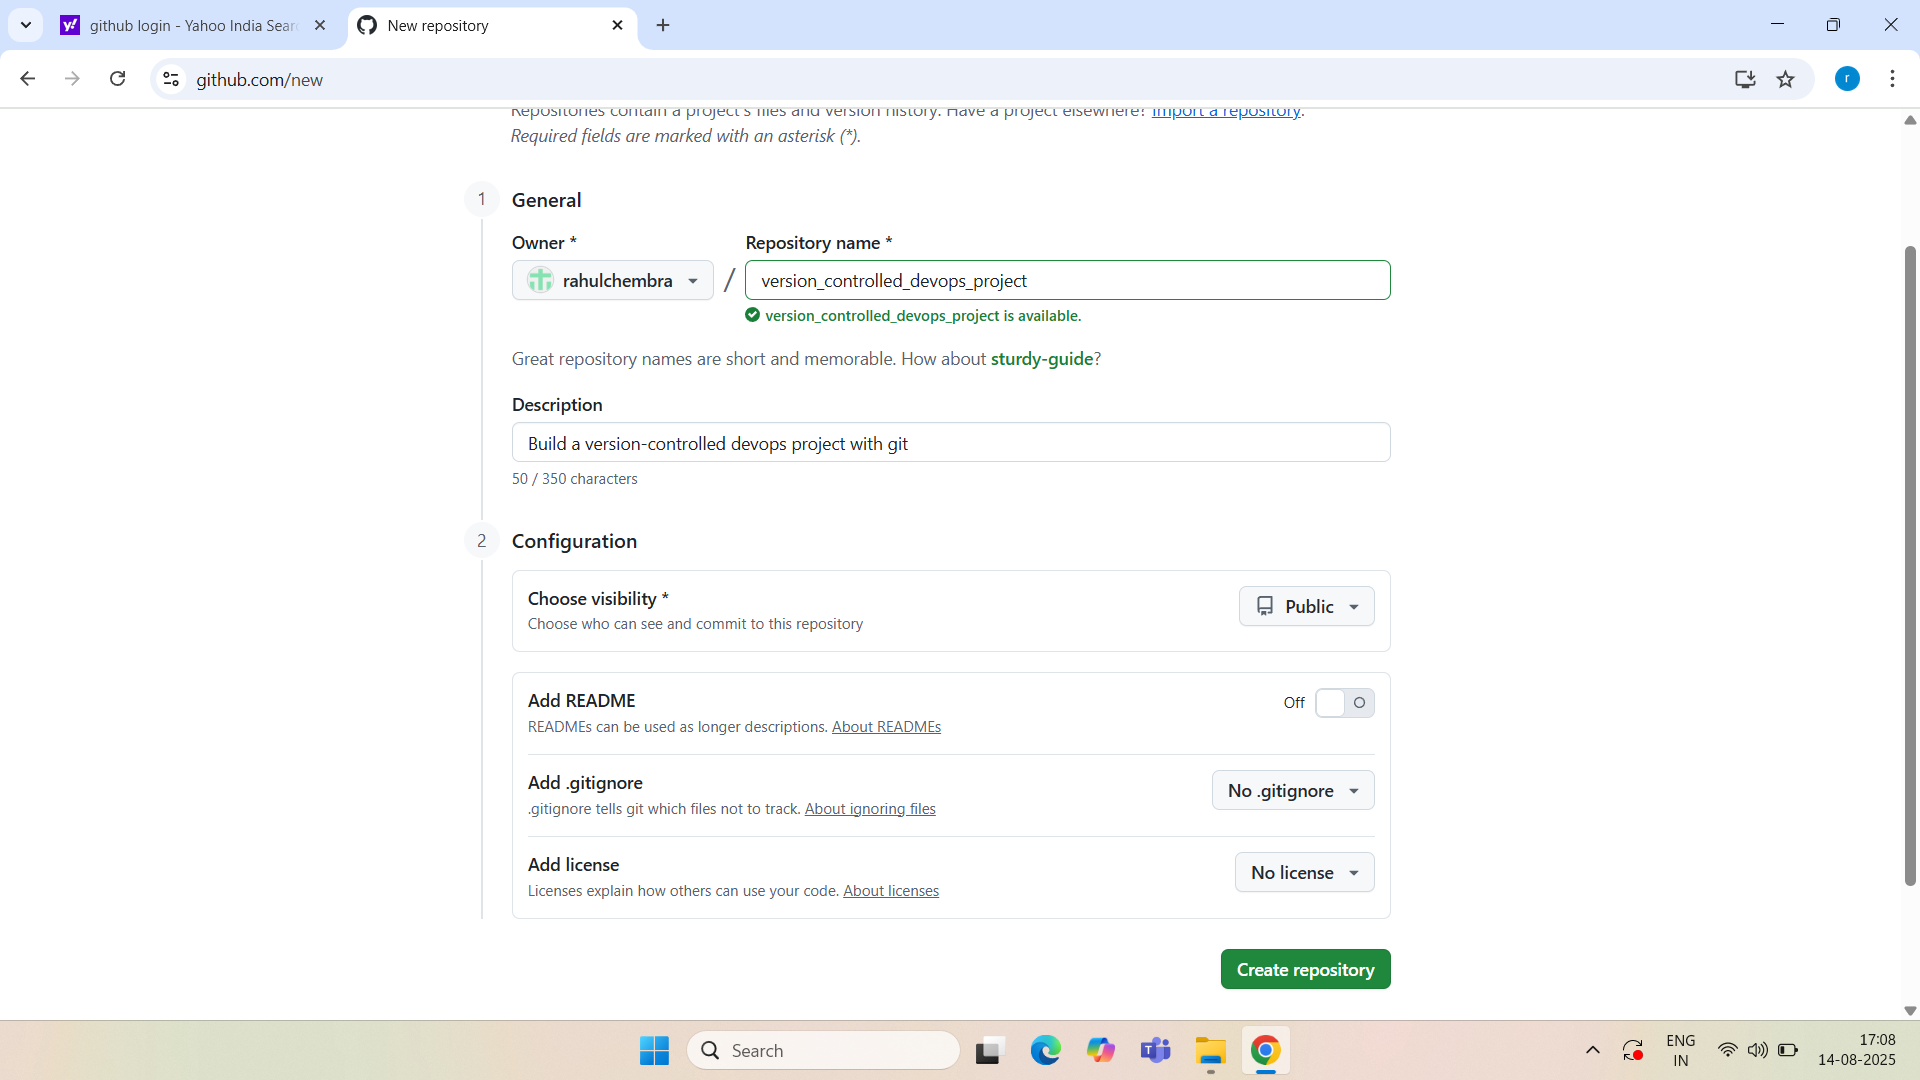 github login - Yahoo India Sear
New repository
github.com/new
r
Repositories contain a project's files and version history. Have a project elsewhere? Import a repository.
Required fields are marked with an asterisk (*).
1
General
Owner *
Repository name *
rahulchembra
/
version_controlled_devops_project
version_controlled_devops_project is available.
Great repository names are short and memorable. How about sturdy-guide?
Description
Build a version-controlled devops project with git
50 / 350 characters
2
Configuration
Choose visibility *
Public
Choose who can see and commit to this repository
Add README
Off
READMEs can be used as longer descriptions. About READMEs
Add .gitignore
No .gitignore
.gitignore tells git which files not to track. About ignoring files
Add license
No license
Licenses explain how others can use your code. About licenses
Create repository
Search
ENG
IN
17:08
14-08-2025